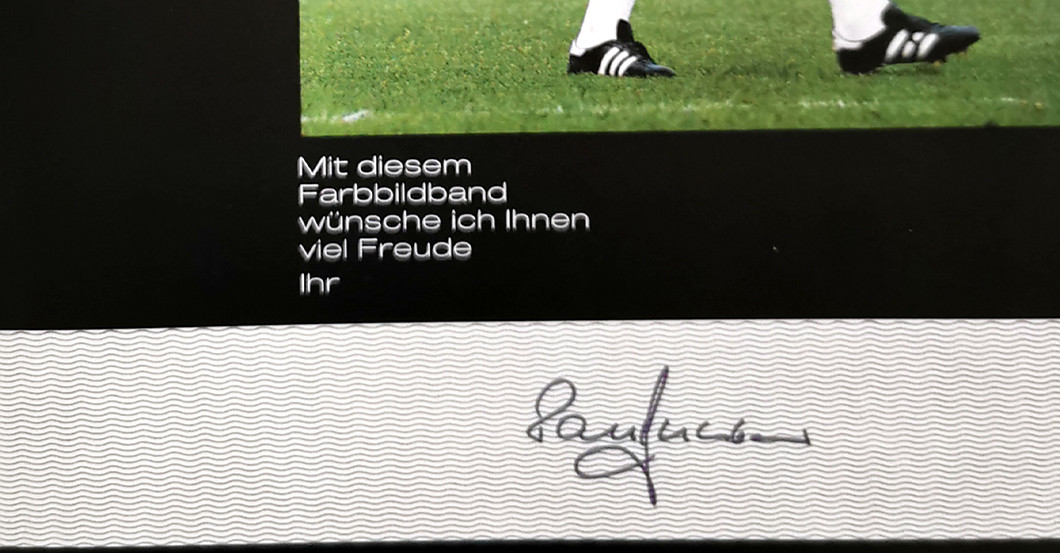 Mit diesem
Farbbildband
wünsche ich Ihnen
viel Freude
Ihr